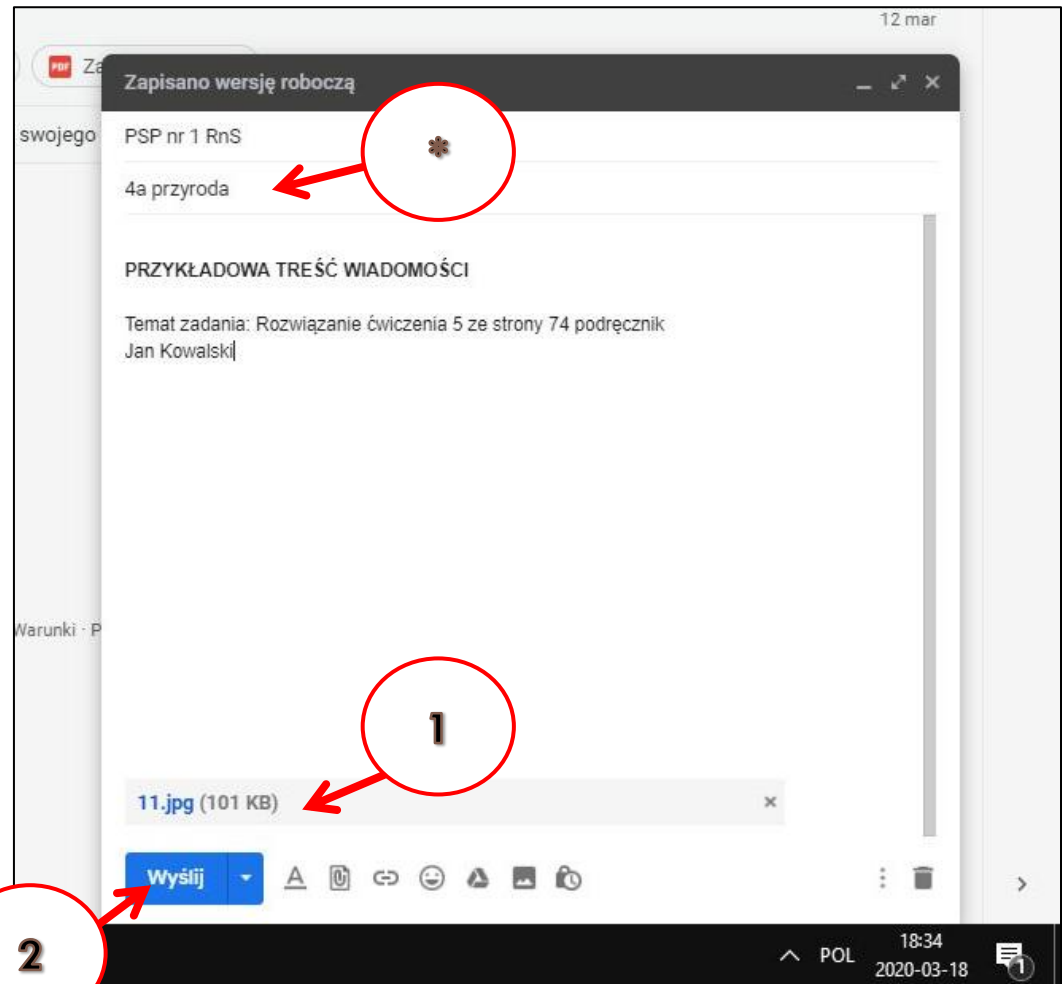 12 mar
PDF Za
Zapisano wersję roboczą
swojego
PSP nr 1 RnS
*
4a przyroda
PRZYKŁADOWA TREŚĆ WIADOMOŚCI
Temat zadania: Rozwiązanie ćwiczenia 5 ze strony 74 podręcznik
Jan Kowalski
Warunki · P
1
11.jpg (101 KB)
Wyślij
2
POL
18:34
2020-03-18
1